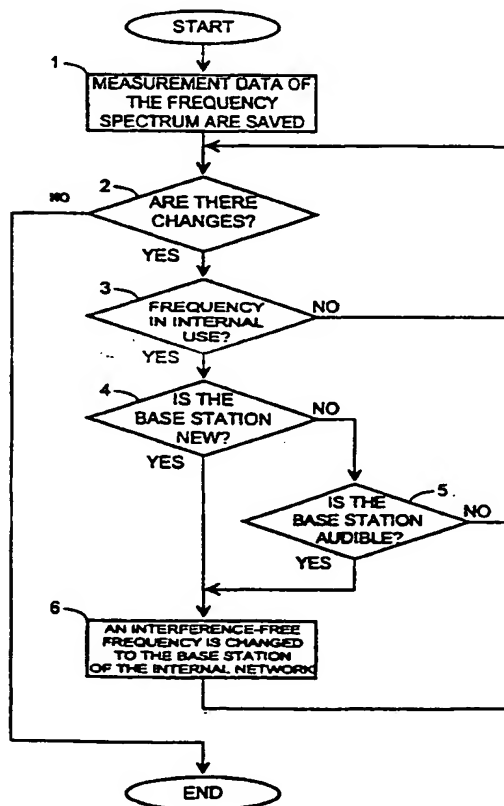 START
1
MEASUREMENT DATA OF
THE FREQUENCY
SPECTRUM ARE SAVED
2
NO
ARE THERE
CHANGES?
YES
3
FREQUENCY
IN INTERNAL
USE?
NO
YES
4
IS THE
BASE STATION
NEW?
NO
YES
5
IS THE
BASE STATION
AUDIBLE?
NO
YES
6
AN INTERFERENCE-FREE
FREQUENCY IS CHANGED
TO THE BASE STATION
OF THE INTERNAL NETWORK
END